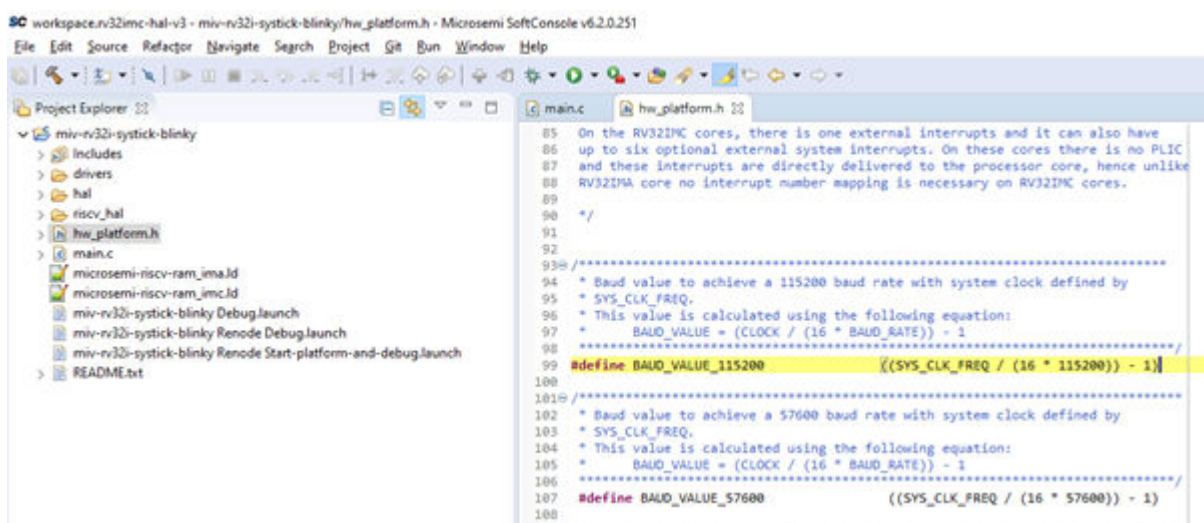 SC workspace.rv32imc-hal-v3 - miv-rv32i-systick-blinky/hw_platform.h - Microsemi SoftConsole v6.2.0.251
File Edit Source Refactor Navigate Search Project Git Run Window Help
Project Explorer
miv-rv32i-systick-blinky
Includes
drivers
hal
riscv_hal
hw_platform.h
main.c
microsemi-riscv-ram_ima.ld
microsemi-riscv-ram_imc.ld
miv-rv32i-systick-blinky Debug.launch
miv-rv32i-systick-blinky Renode Debug.launch
miv-rv32i-systick-blinky Renode Start-platform-and-debug.launch
README.txt
main.c hw_platform.h
85 On the RV32IMC cores, there is one external interrupts and it can also have
86 up to six optional external system interrupts. On these cores there is no PLIC
87 and these interrupts are directly delivered to the processor core, hence unlike
88 RV32IMA core no interrupt number mapping is necessary on RV32IMC cores.
89
90 */
91
92
93 /******************************************************************************
94 * Baud value to achieve a 115200 baud rate with system clock defined by
95 * SYS_CLK_FREQ.
96 * This value is calculated using the following equation:
97 * BAUD_VALUE = (CLOCK / (16 * BAUD_RATE)) - 1
98 *****************************************************************************/
99 #define BAUD_VALUE_115200 ((SYS_CLK_FREQ / (16 * 115200)) - 1)
100
101 /******************************************************************************
102 * Baud value to achieve a 57600 baud rate with system clock defined by
103 * SYS_CLK_FREQ.
104 * This value is calculated using the following equation:
105 * BAUD_VALUE = (CLOCK / (16 * BAUD_RATE)) - 1
106 *****************************************************************************/
107 #define BAUD_VALUE_57600 ((SYS_CLK_FREQ / (16 * 57600)) - 1)
108